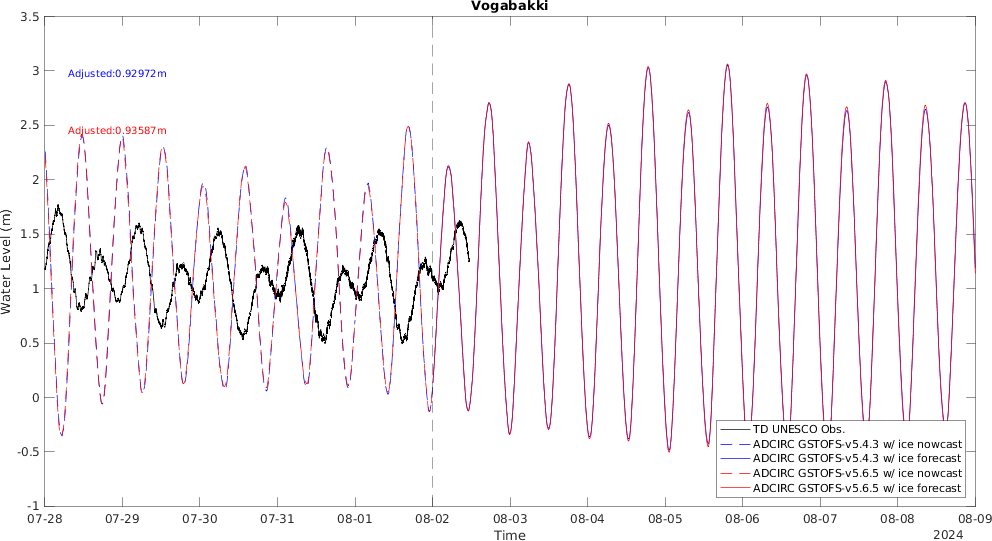 Vogabakki
3.5
3
2.5
2
1.5
1
0.5
0
-0.5
-1
Water Level (m)
Adjusted:0.92972m
Adjusted:0.93587m
TD UNESCO Obs.
ADCIRC GSTOFS-v5.4.3 w/ ice nowcast
ADCIRC GSTOFS-v5.4.3 w/ ice forecast
ADCIRC GSTOFS-v5.6.5 w/ ice nowcast
ADCIRC GSTOFS-v5.6.5 w/ ice forecast
07-28 07-29 07-30 07-31 08-01 08-02 08-03 08-04 08-05 08-06 08-07 08-08 08-09
Time
2024